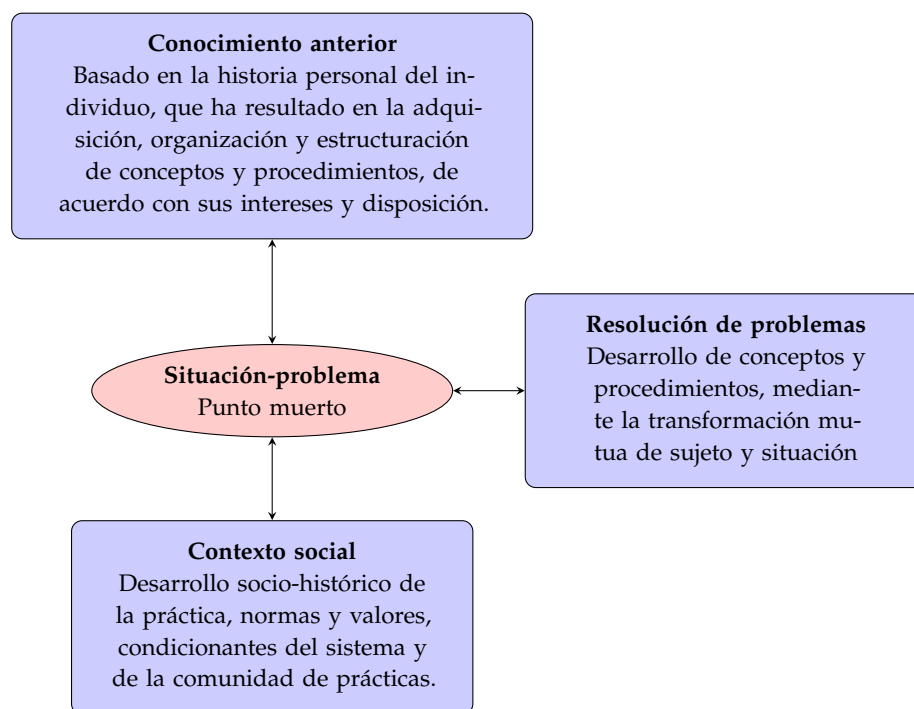 Conocimiento anterior
Basado en la historia personal del in-
dividuo, que ha resultado en la adqui-
sición, organización y estructuración
de conceptos y procedimientos, de
acuerdo con sus intereses y disposición.
Situación-problema
Punto muerto
Resolución de problemas
Desarrollo de conceptos y
procedimientos, median-
te la transformación mu-
tua de sujeto y situación
Contexto social
Desarrollo socio-histórico de
la práctica, normas y valores,
condicionantes del sistema y
de la comunidad de prácticas.